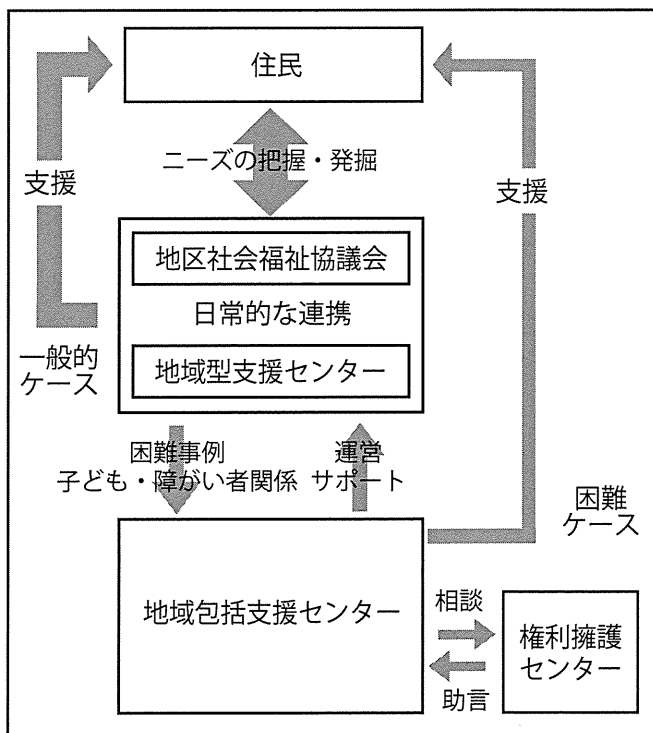 住民
ニーズの把握・発掘
支援
支援
地区社会福祉協議会
日常的な連携
地域型支援センター
一般的
ケース
困難事例
子ども・障がい者関係
運営
サポート
困難
ケース
地域包括支援センター
相談
助言
権利擁護
センター